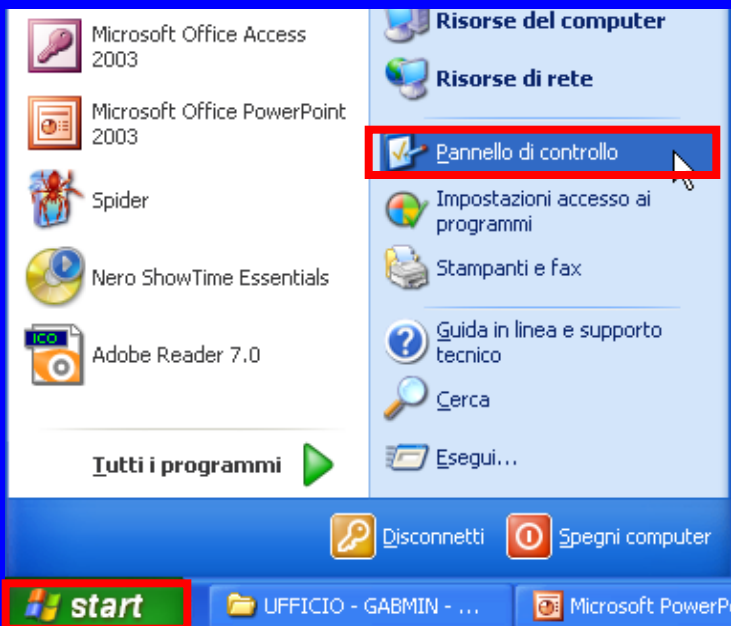 Microsoft Office Access
2003
Microsoft Office PowerPoint
2003
Spider
Nero ShowTime Essentials
ICO
Adobe Reader 7.0
Tutti i programmi
Risorse del computer
Risorse di rete
Pannello di controllo
Impostazioni accesso ai
programmi
Stampanti e fax
Guida in linea e supporto
tecnico
Cerca
Esegui...
Disconnetti
Spegni computer
start
UFFICIO - GABMIN - ...
Microsoft PowerP